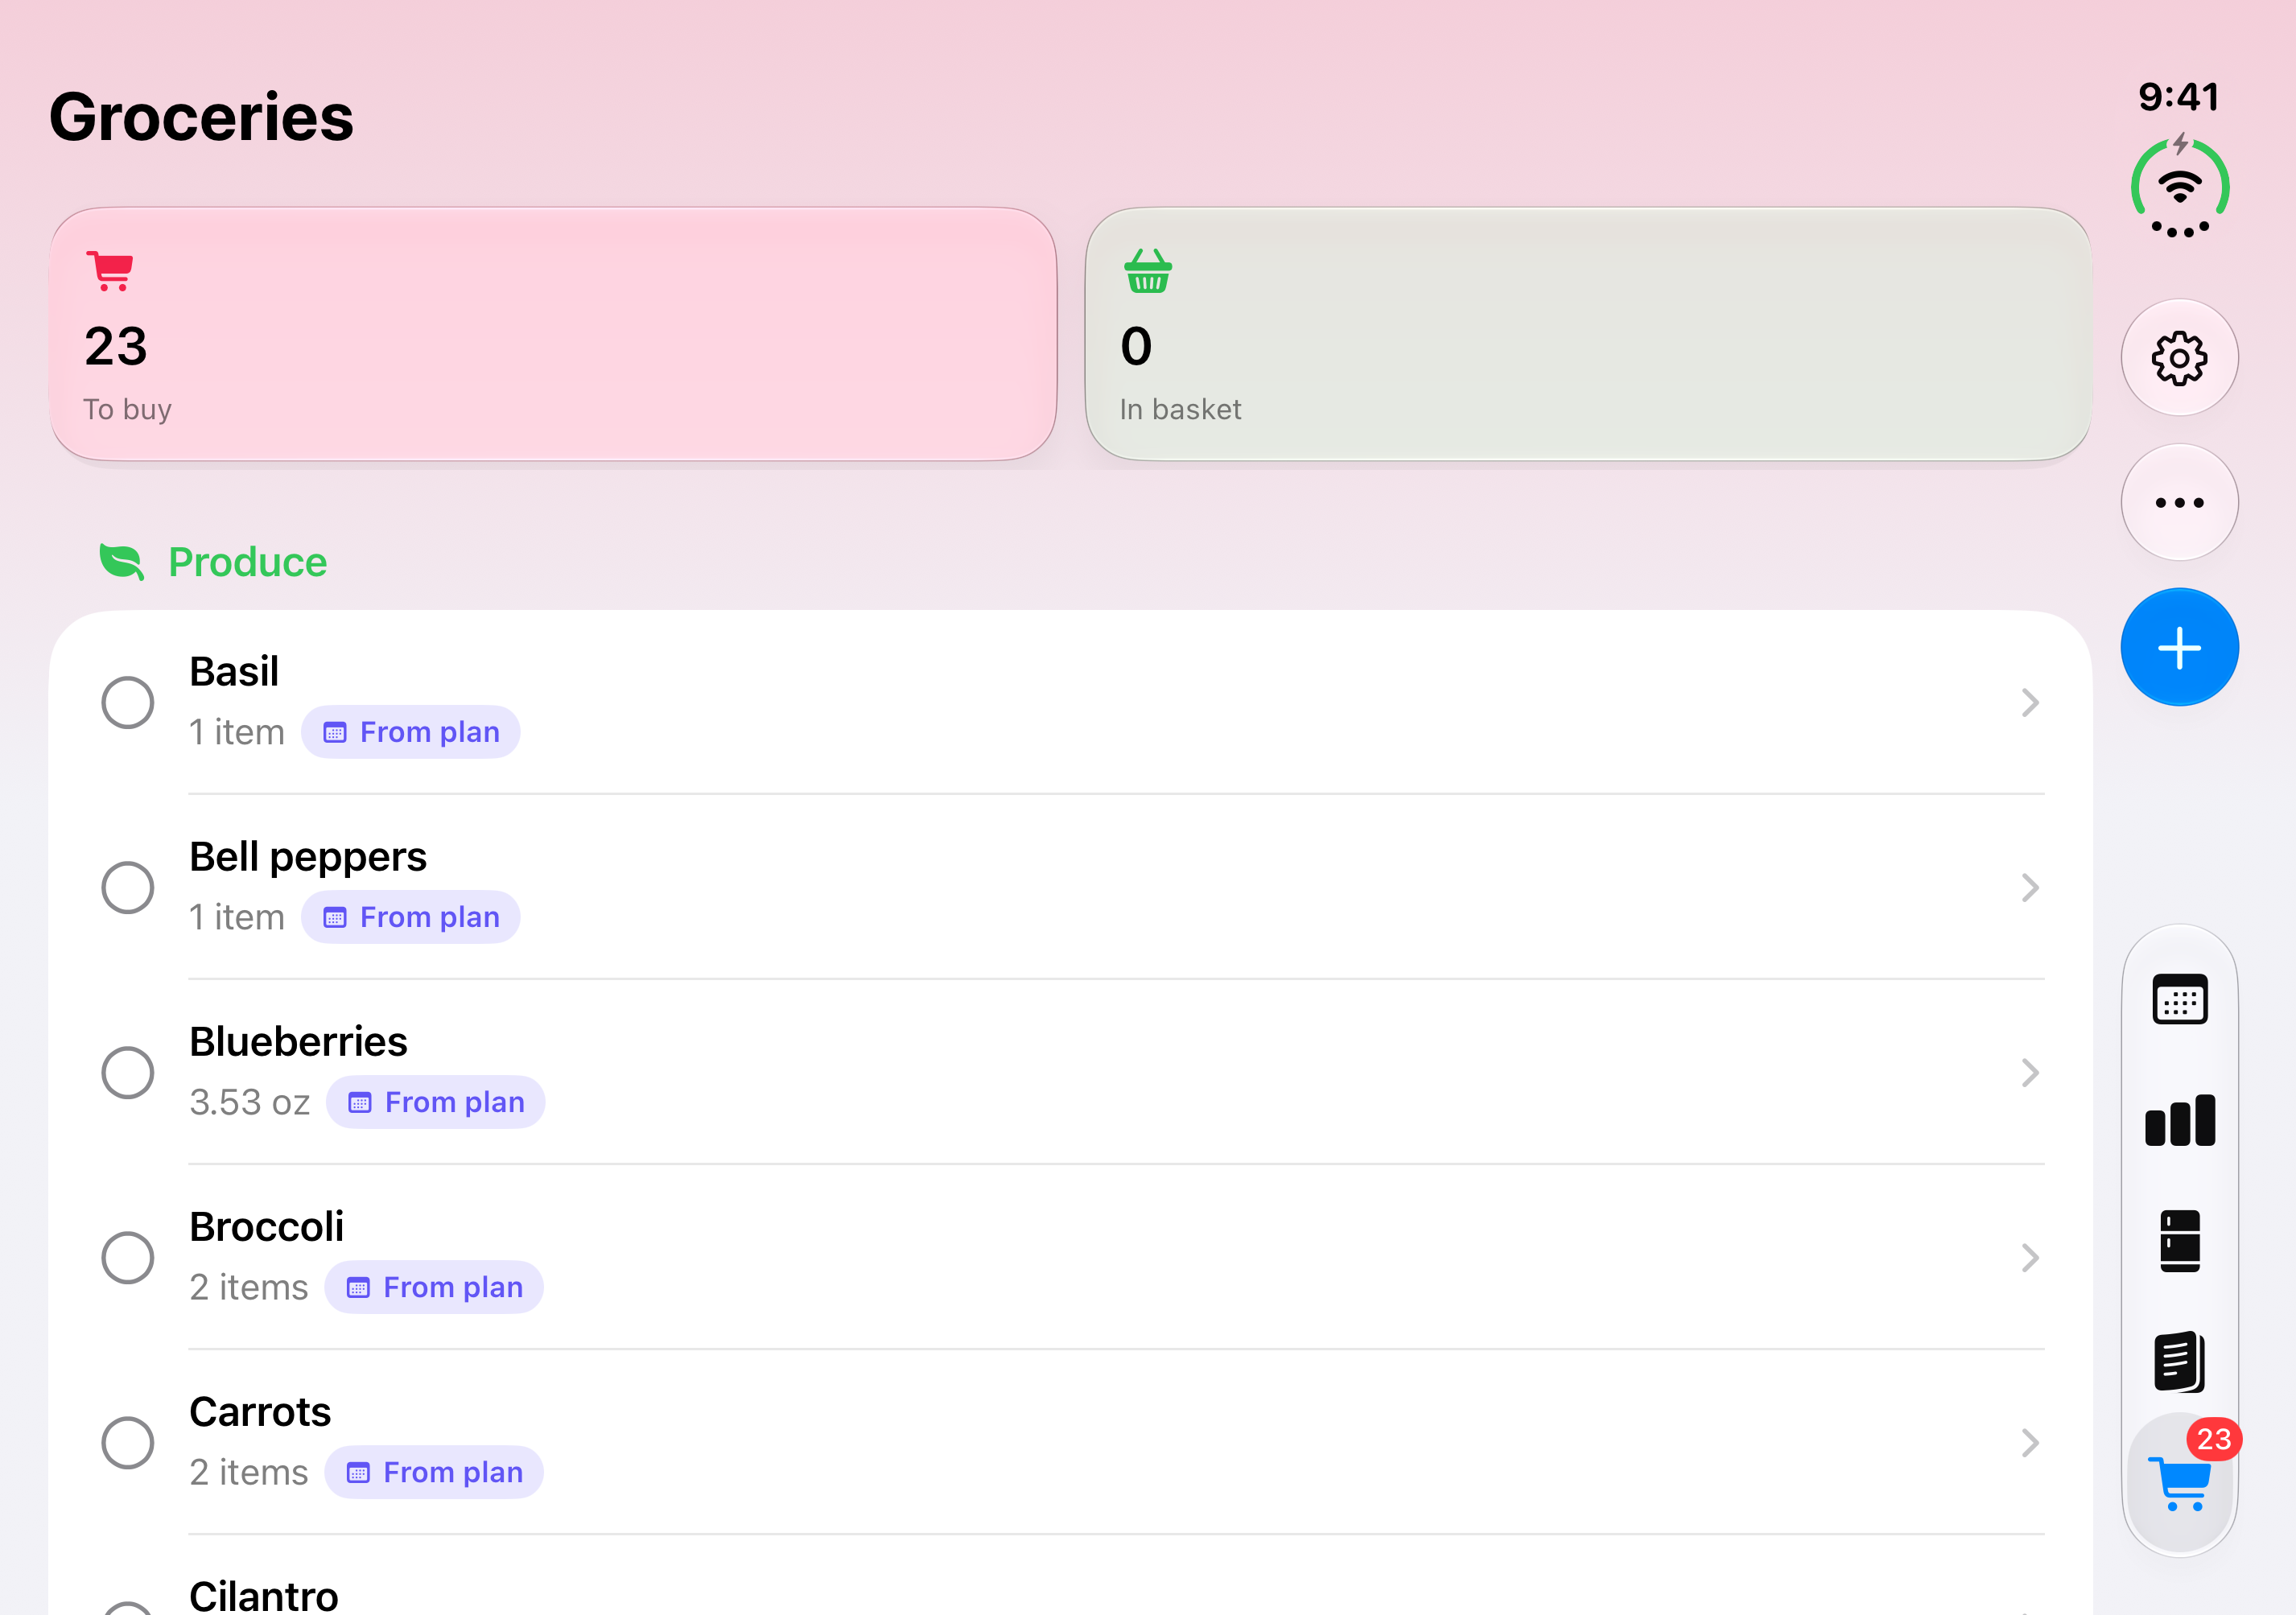 Groceries
9:41
23
To buy
0
In basket
Produce
Basil
1 item From plan
Bell peppers
1 item From plan
Blueberries
3.53 oz From plan
Broccoli
2 items From plan
Carrots
2 items From plan
23
Cilantro